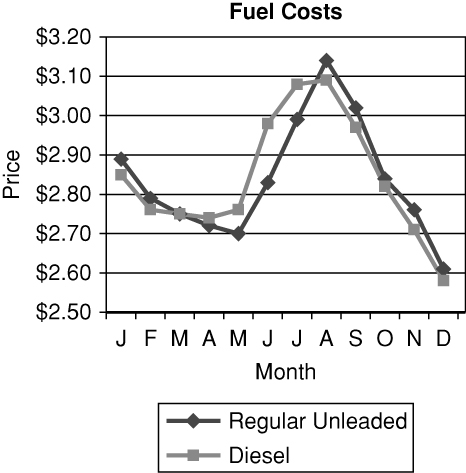 Fuel Costs
$3.20
$3.10
$3.00
$2.90
$2.80
$2.70
$2.60
$2.50
Price
J F M A M J J A S O N D
Month
Regular Unleaded
Diesel